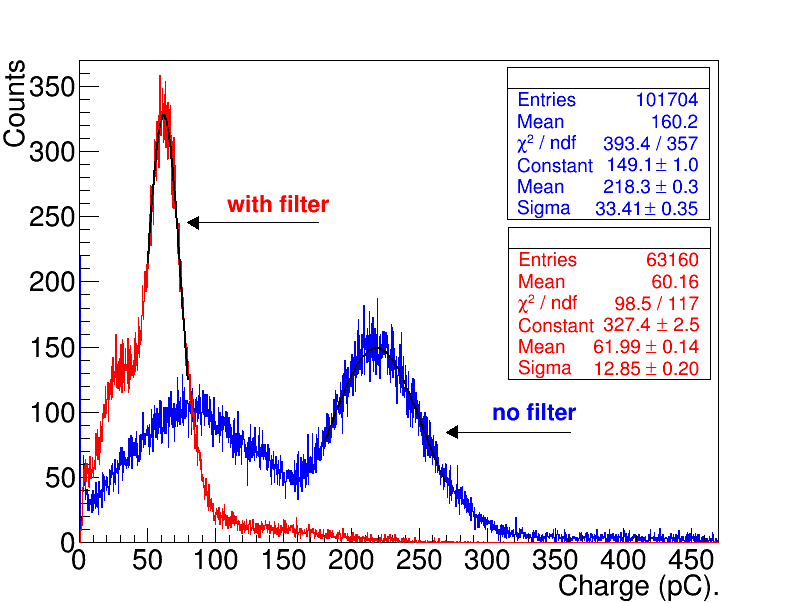 Counts
350
300
250
200
150
100
50
0
0 50 100 150 200 250 300 350 400 450
Charge (pC).
with filter
no filter
Entries 101704
Mean 160.2
χ² / ndf 393.4 / 357
Constant 149.1 ± 1.0
Mean 218.3 ± 0.3
Sigma 33.41 ± 0.35
Entries 63160
Mean 60.16
χ² / ndf 98.5 / 117
Constant 327.4 ± 2.5
Mean 61.99 ± 0.14
Sigma 12.85 ± 0.20